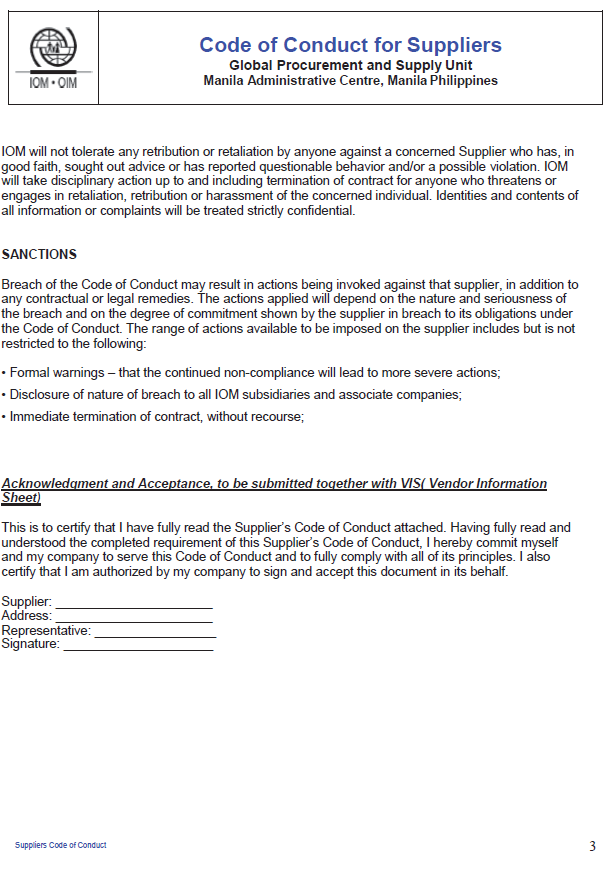 IOM • OIM
Code of Conduct for Suppliers
Global Procurement and Supply Unit
Manila Administrative Centre, Manila Philippines
IOM will not tolerate any retribution or retaliation by anyone against a concerned Supplier who has, in
good faith, sought out advice or has reported questionable behavior and/or a possible violation. IOM
will take disciplinary action up to and including termination of contract for anyone who threatens or
engages in retaliation, retribution or harassment of the concerned individual. Identities and contents of
all information or complaints will be treated strictly confidential.
SANCTIONS
Breach of the Code of Conduct may result in actions being invoked against that supplier, in addition to
any contractual or legal remedies. The actions applied will depend on the nature and seriousness of
the breach and on the degree of commitment shown by the supplier in breach to its obligations under
the Code of Conduct. The range of actions available to be imposed on the supplier includes but is not
restricted to the following:
• Formal warnings – that the continued non-compliance will lead to more severe actions;
• Disclosure of nature of breach to all IOM subsidiaries and associate companies;
• Immediate termination of contract, without recourse;
Acknowledgment and Acceptance, to be submitted together with VIS( Vendor Information
Sheet)
This is to certify that I have fully read the Supplier's Code of Conduct attached. Having fully read and
understood the completed requirement of this Supplier's Code of Conduct, I hereby commit myself
and my company to serve this Code of Conduct and to fully comply with all of its principles. I also
certify that I am authorized by my company to sign and accept this document in its behalf.
Supplier: ______________________
Address: ______________________
Representative: _________________
Signature: _____________________
Suppliers Code of Conduct
3